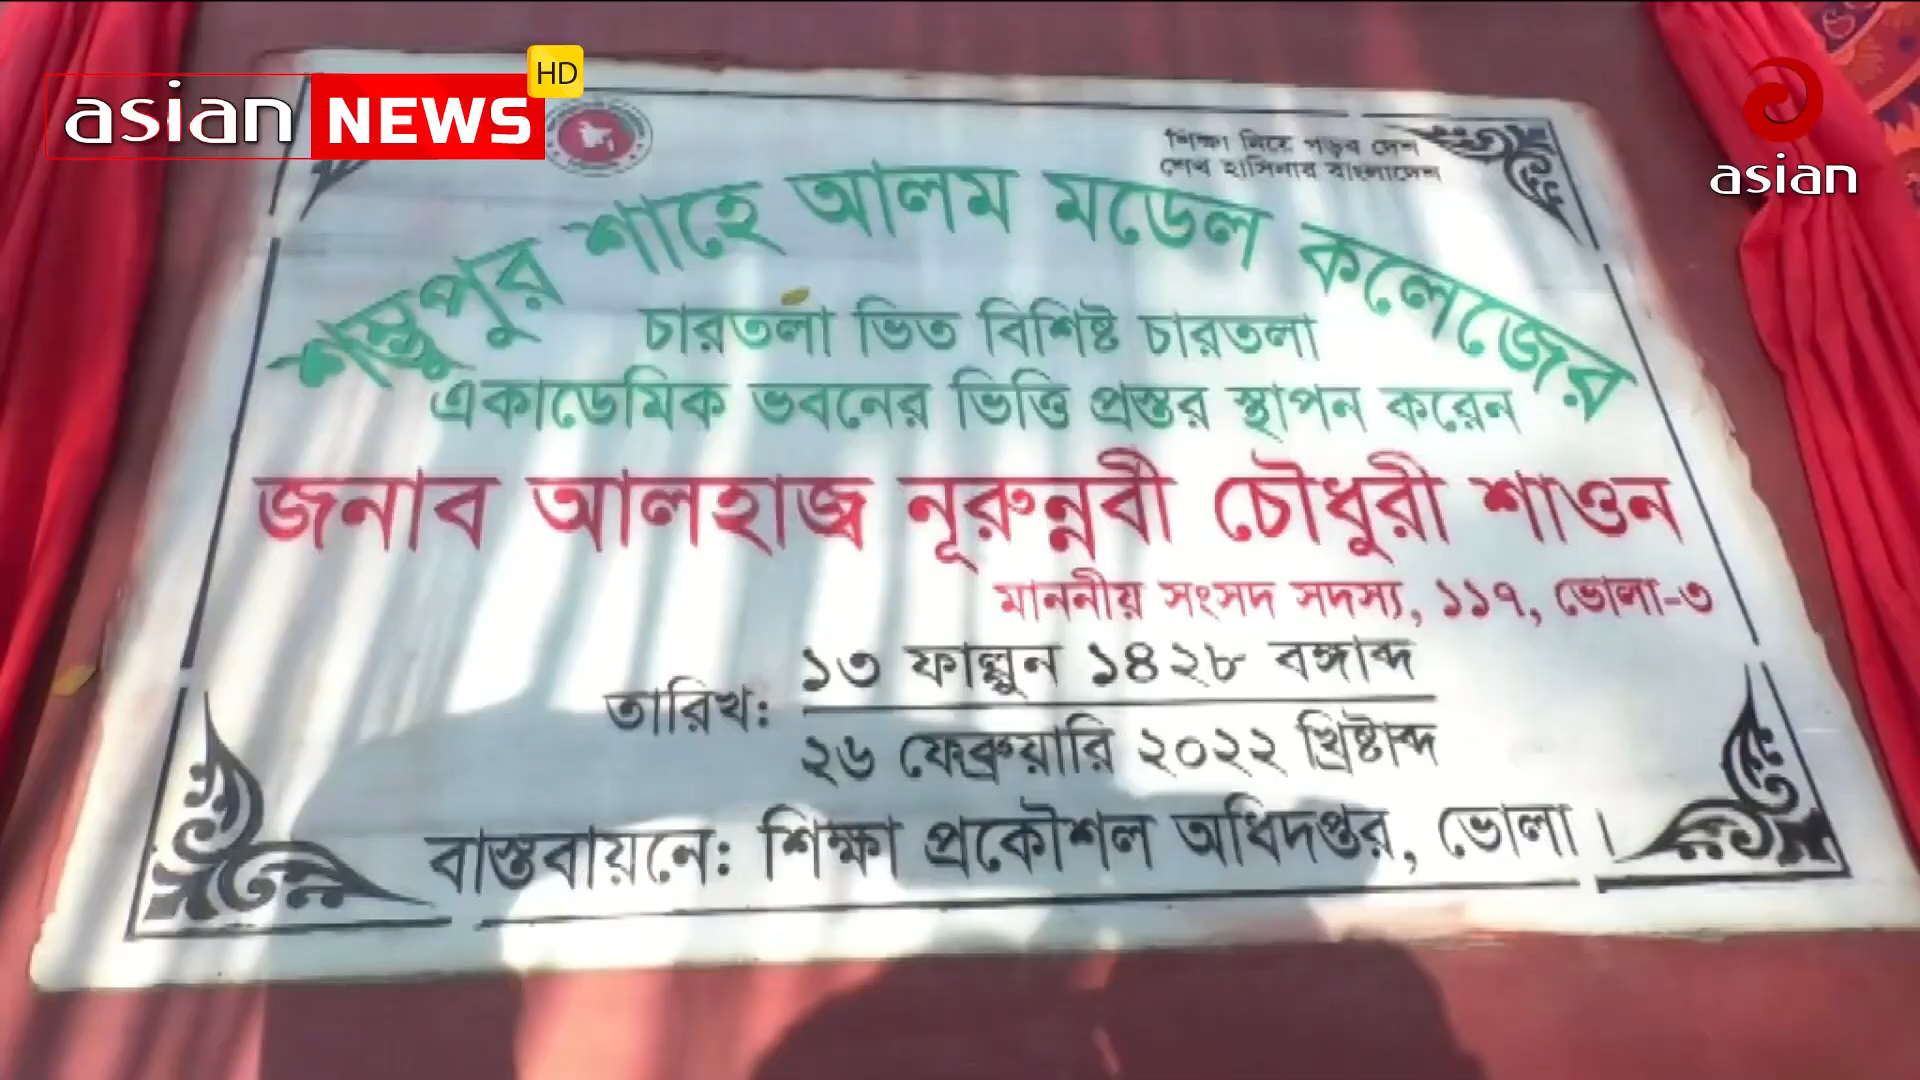 asian NEWS HD
asian
শিক্ষা নিয়ে গড়ব দেশ
শেখ হাসিনার বাংলাদেশ
শম্ভুপুর শাহে আলম মডেল কলেজের
চারতলা ভিত বিশিষ্ট চারতলা
একাডেমিক ভবনের ভিত্তি প্রস্তর স্থাপন করেন
জনাব আলহাজ্ব নূরুন্নবী চৌধুরী শাওন
মাননীয় সংসদ সদস্য, ১১৭, ভোলা-৩
তারিখ: ১৩ ফাল্গুন ১৪২৮ বঙ্গাব্দ
২৬ ফেব্রুয়ারি ২০২২ খ্রিষ্টাব্দ
বাস্তবায়নে: শিক্ষা প্রকৌশল অধিদপ্তর, ভোলা।